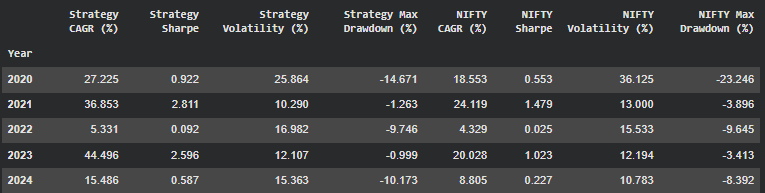 Strategy Strategy Strategy Strategy Max NIFTY NIFTY NIFTY NIFTY Max
CAGR (%) Sharpe Volatility (%) Drawdown (%) CAGR (%) Sharpe Volatility (%) Drawdown (%)
Year
2020 27.225 0.922 25.864 -14.671 18.553 0.553 36.125 -23.246
2021 36.853 2.811 10.290 -1.263 24.119 1.479 13.000 -3.896
2022 5.331 0.092 16.982 -9.746 4.329 0.025 15.533 -9.645
2023 44.496 2.596 12.107 -0.999 20.028 1.023 12.194 -3.413
2024 15.486 0.587 15.363 -10.173 8.805 0.227 10.783 -8.392